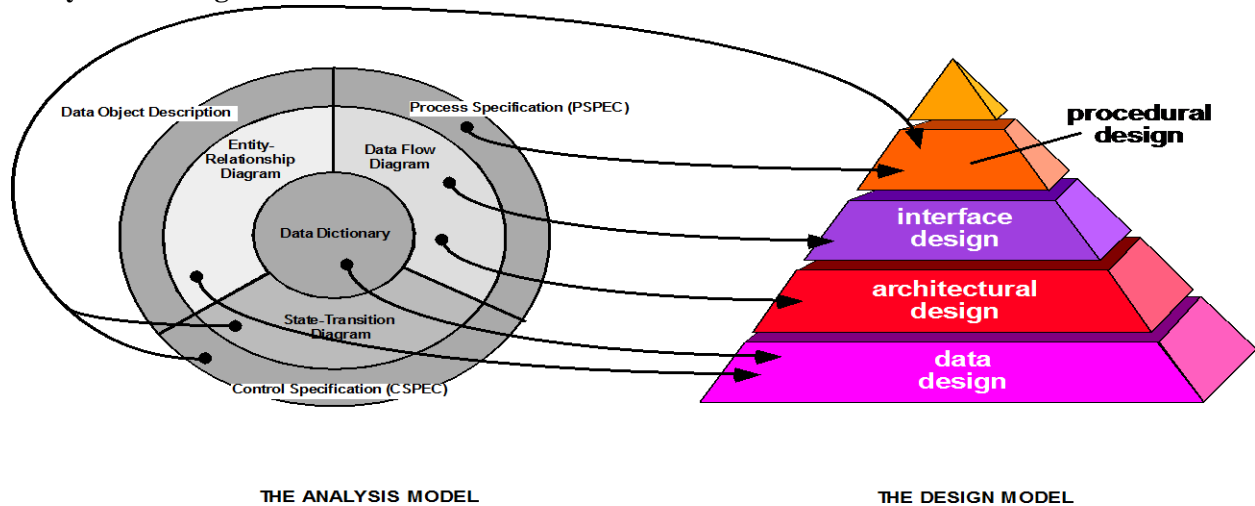 Data Object Description
Process Specification (PSPEC)
Entity-
Relationship
Diagram
Data Flow
Diagram
Data Dictionary
State-Transition
Diagram
Control Specification (CSPEC)
THE ANALYSIS MODEL
procedural
design
interface
design
architectural
design
data
design
THE DESIGN MODEL